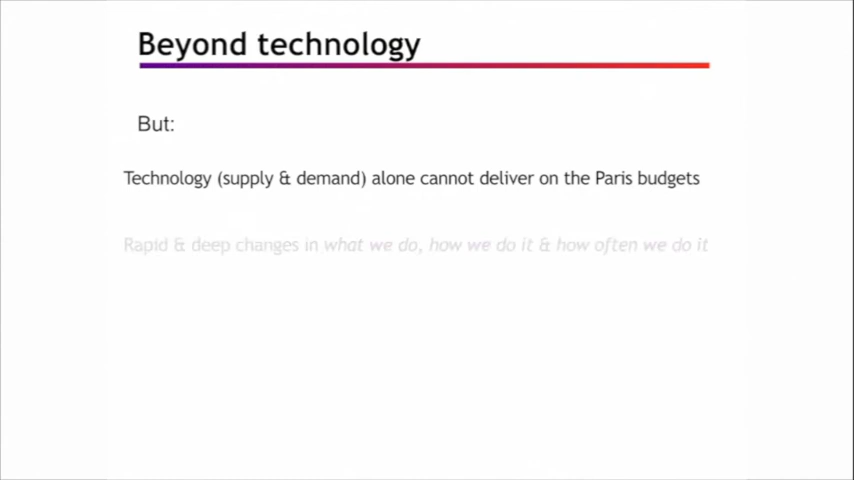 Beyond technology
But:
Technology (supply & demand) alone cannot deliver on the Paris budgets
Rapid & deep changes in what we do, how we do it & how often we do it